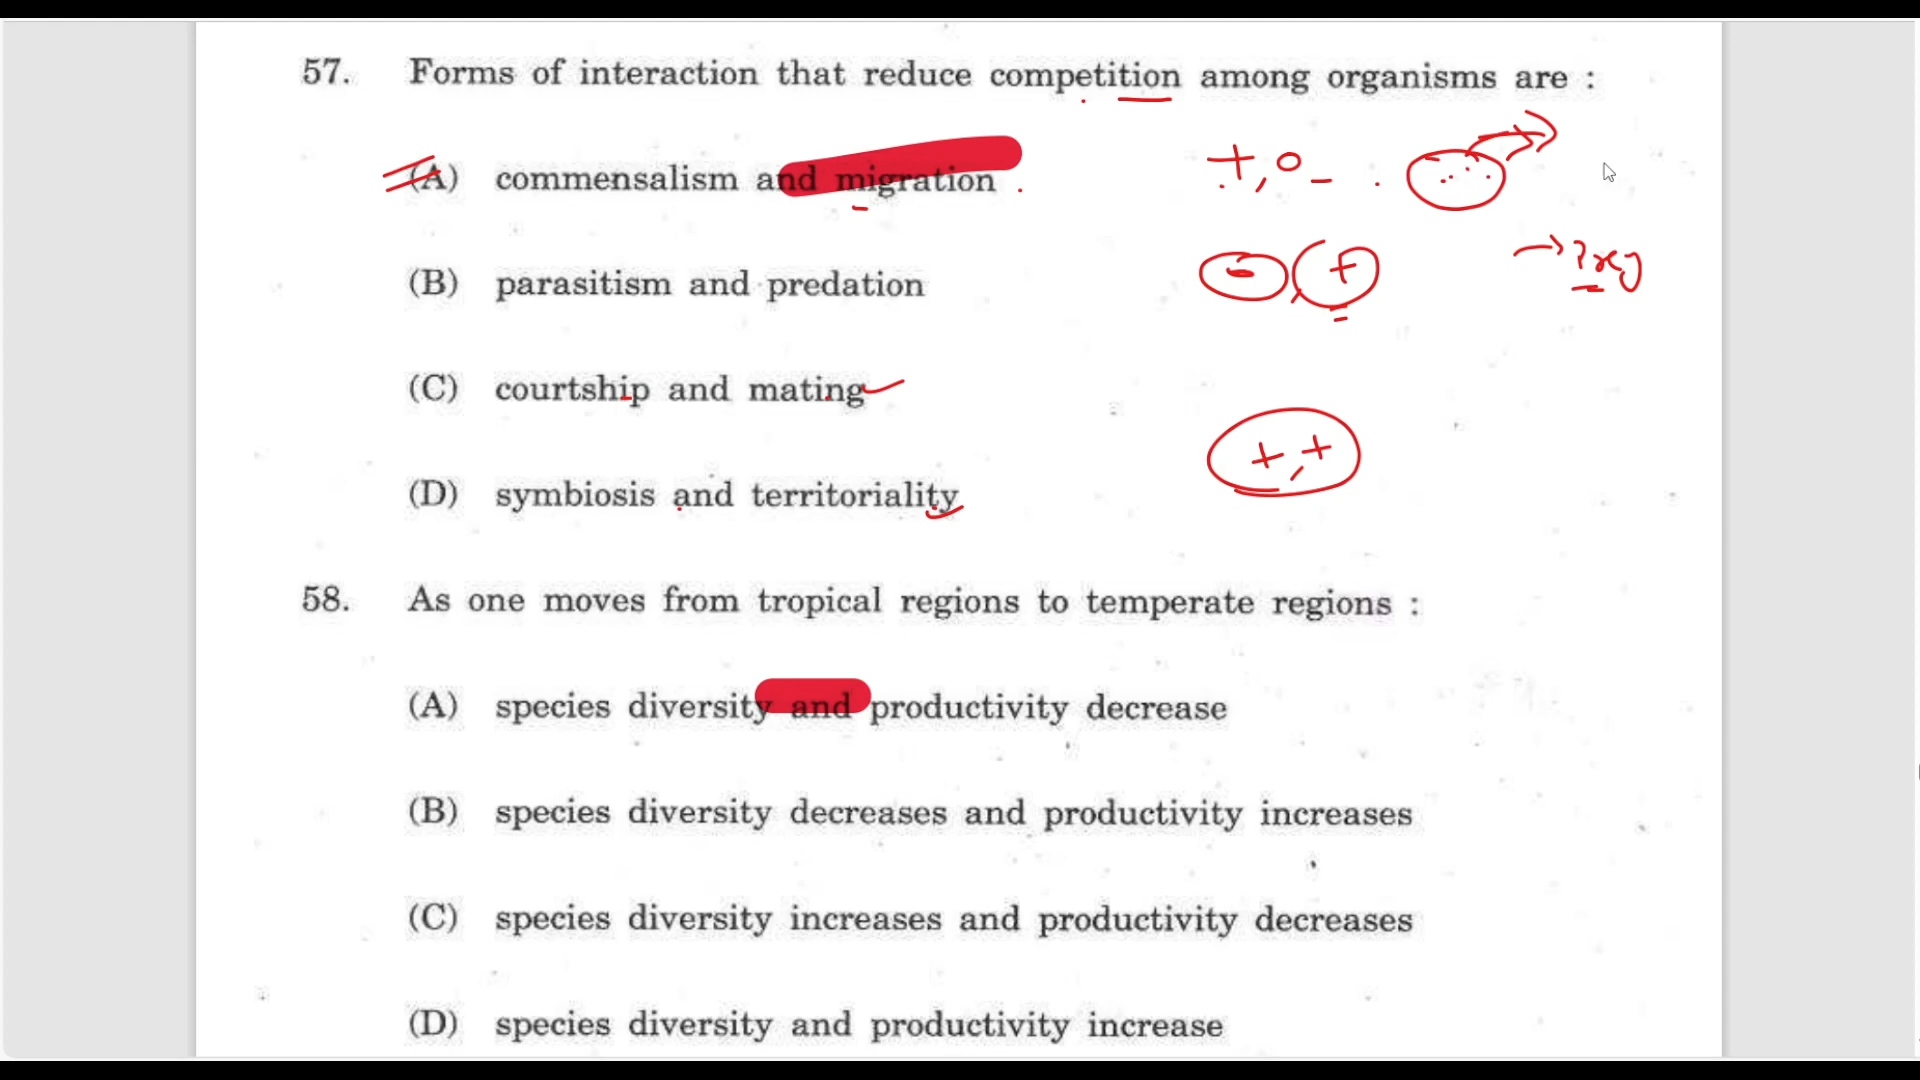 57. Forms of interaction that reduce competition among organisms are :
(A) commensalism and migration
+, 0
(B) parasitism and predation
-, +
→ Prey
(C) courtship and mating
+, +
(D) symbiosis and territoriality
58. As one moves from tropical regions to temperate regions :
(A) species diversity and productivity decrease
(B) species diversity decreases and productivity increases
(C) species diversity increases and productivity decreases
(D) species diversity and productivity increase